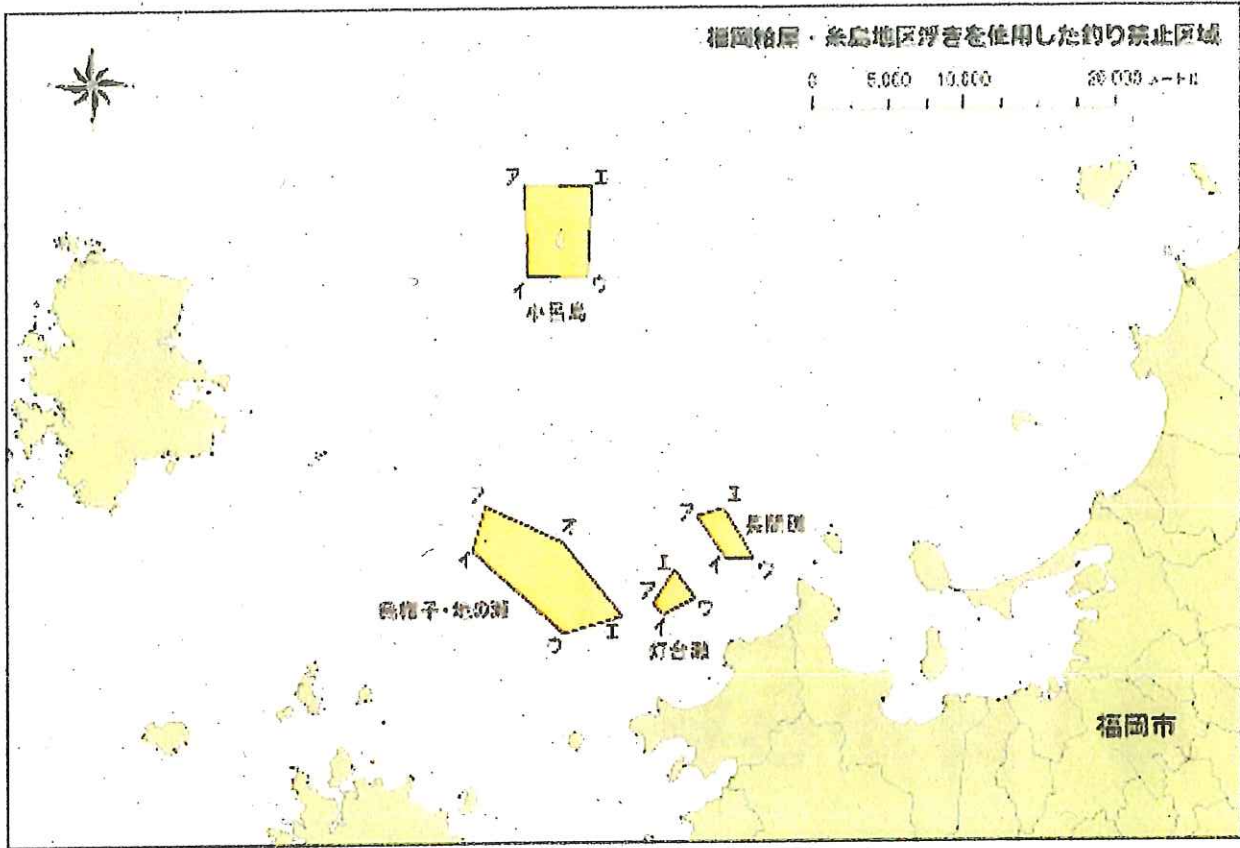 福岡粕屋・糸島地区浮きを使用した釣り禁止区域
0 5,000 10,000 20,000 メートル
ア エ
イ ウ
小呂島
ア エ
ア オ 長間礁
イ エ イ ウ
ア ウ
烏帽子・地の瀬 エ イ
ウ 灯台瀬
福岡市